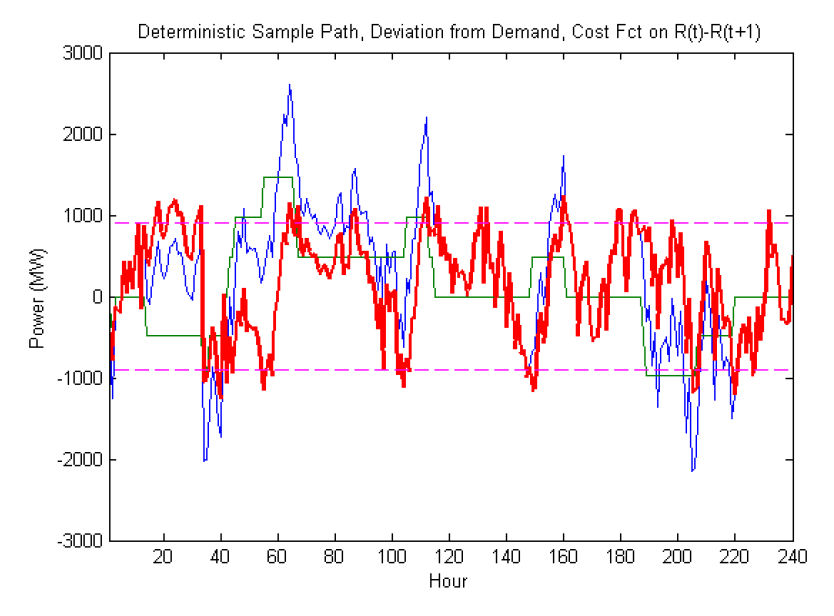 Deterministic Sample Path, Deviation from Demand, Cost Fct on R(t)-R(t+1)
3000
2000
1000
0
-1000
-2000
-3000
Power (MW)
20 40 60 80 100 120 140 160 180 200 220 240
Hour